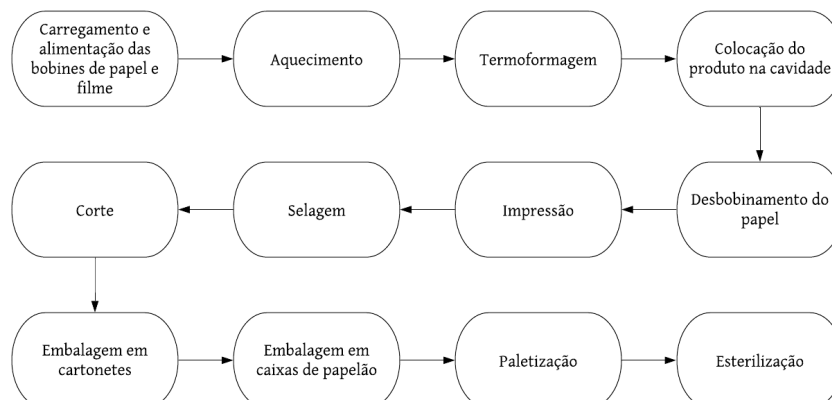 Carregamento e
alimentação das
bobines de papel e
filme
Aquecimento
Termoformagem
Colocação do
produto na cavidade
Desbobinamento do
papel
Impressão
Selagem
Corte
Embalagem em
cartonetes
Embalagem em
caixas de papelão
Paletização
Esterilização